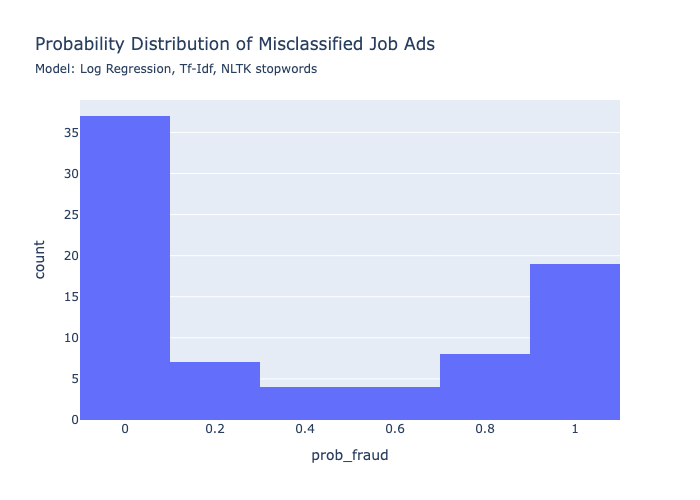 Probability Distribution of Misclassified Job Ads
Model: Log Regression, Tf-Idf, NLTK stopwords
35
30
25
20
15
10
5
0
count
0 0.2 0.4 0.6 0.8 1
prob_fraud